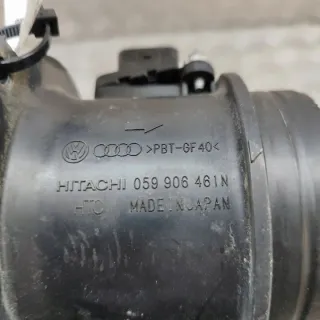 >PBT-GF40<
HITACHI 059 906 461N
HTC MADE IN JAPAN